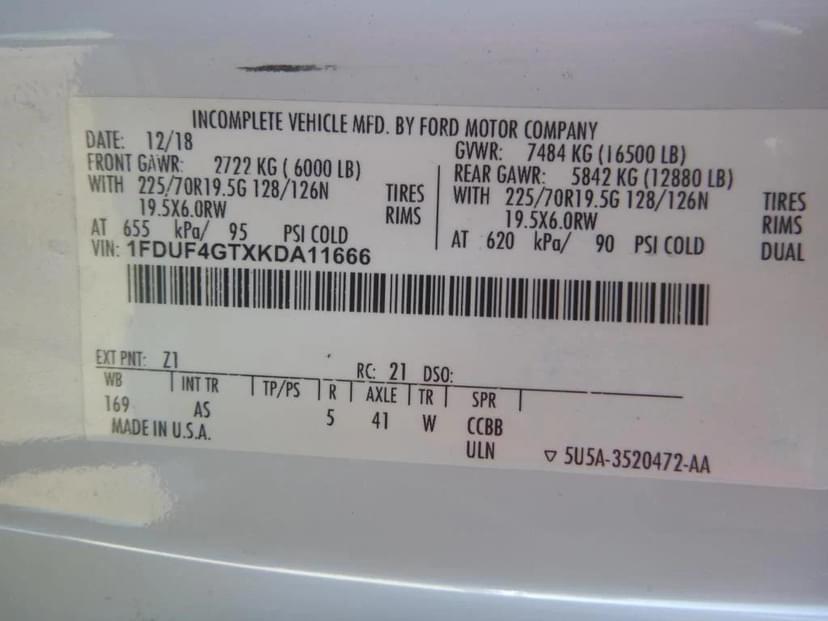 INCOMPLETE VEHICLE MFD. BY FORD MOTOR COMPANY
DATE: 12/18 GVWR: 7484 KG (16500 LB)
FRONT GAWR: 2722 KG ( 6000 LB) REAR GAWR: 5842 KG (12880 LB)
WITH 225/70R19.5G 128/126N TIRES WITH 225/70R19.5G 128/126N TIRES
19.5X6.0RW RIMS 19.5X6.0RW RIMS
AT 655 kPa/ 95 PSI COLD AT 620 kPa/ 90 PSI COLD DUAL
VIN: 1FDUF4GTXKDA11666
EXT PNT: Z1 RC: 21 DSO:
WB INT TR TP/PS R AXLE TR SPR
169 AS 5 41 W CCBB
MADE IN U.S.A. ULN ▽ 5U5A-3520472-AA